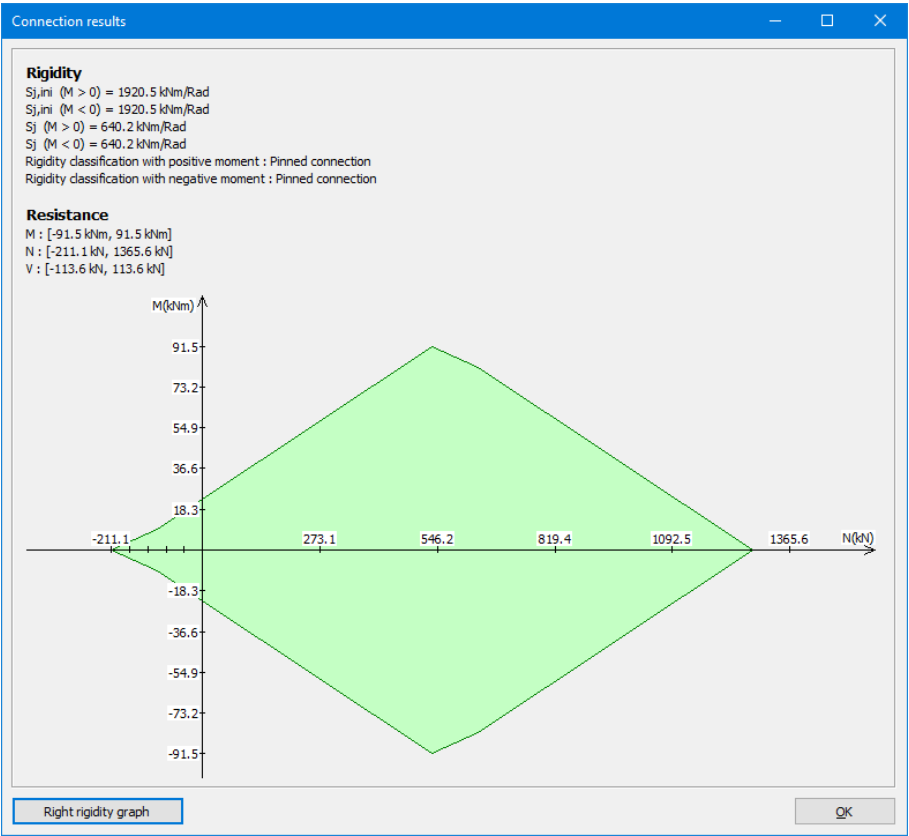 Connection results
Rigidity
Sj,ini (M > 0) = 1920.5 kNm/Rad
Sj,ini (M < 0) = 1920.5 kNm/Rad
Sj (M > 0) = 640.2 kNm/Rad
Sj (M < 0) = 640.2 kNm/Rad
Rigidity classification with positive moment : Pinned connection
Rigidity classification with negative moment : Pinned connection
Resistance
M : [-91.5 kNm, 91.5 kNm]
N : [-211.1 kN, 1365.6 kN]
V : [-113.6 kN, 113.6 kN]
M(kNm)
91.5
73.2
54.9
36.6
18.3
-211.1 273.1 546.2 819.4 1092.5 1365.6 N(kN)
-18.3
-36.6
-54.9
-73.2
-91.5
Right rigidity graph OK